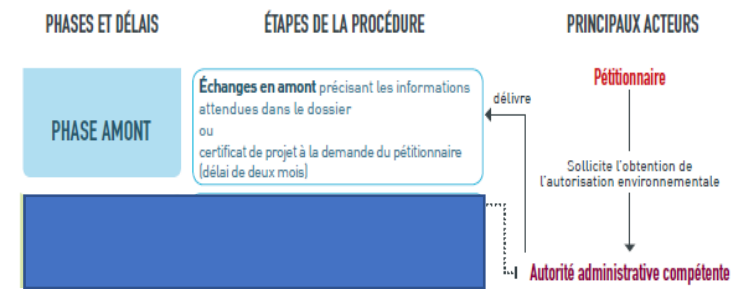 PHASES ET DÉLAIS
ÉTAPES DE LA PROCÉDURE
PRINCIPAUX ACTEURS
PHASE AMONT
Échanges en amont précisant les informations
attendues dans le dossier
ou
certificat de projet à la demande du pétitionnaire
(délai de deux mois)
délivre
Pétitionnaire
Sollicite l'obtention de
l'autorisation environnementale
Autorité administrative compétente